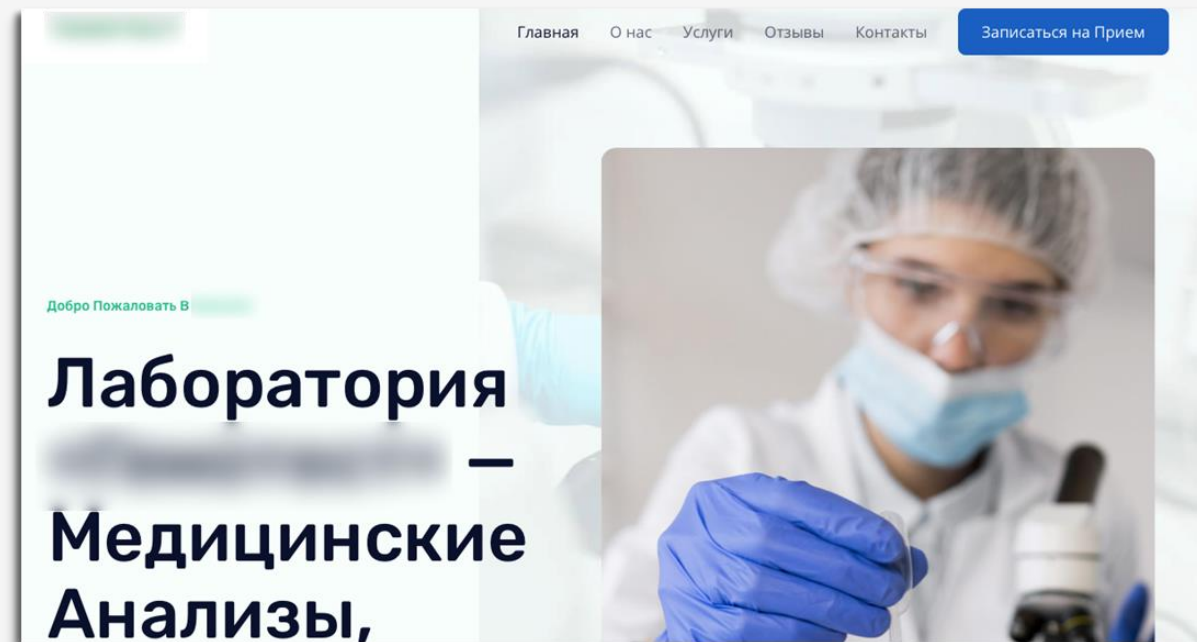 Главная
О нас
Услуги
Отзывы
Контакты
Записаться на Прием
Добро Пожаловать В
Лаборатория
—
Медицинские
Анализы,